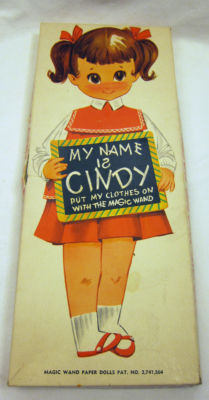 MY NAME
IS
CINDY
PUT MY CLOTHES ON
WITH THE MAGIC WAND
MAGIC WAND PAPER DOLLS PAT. NO. 2,741,364